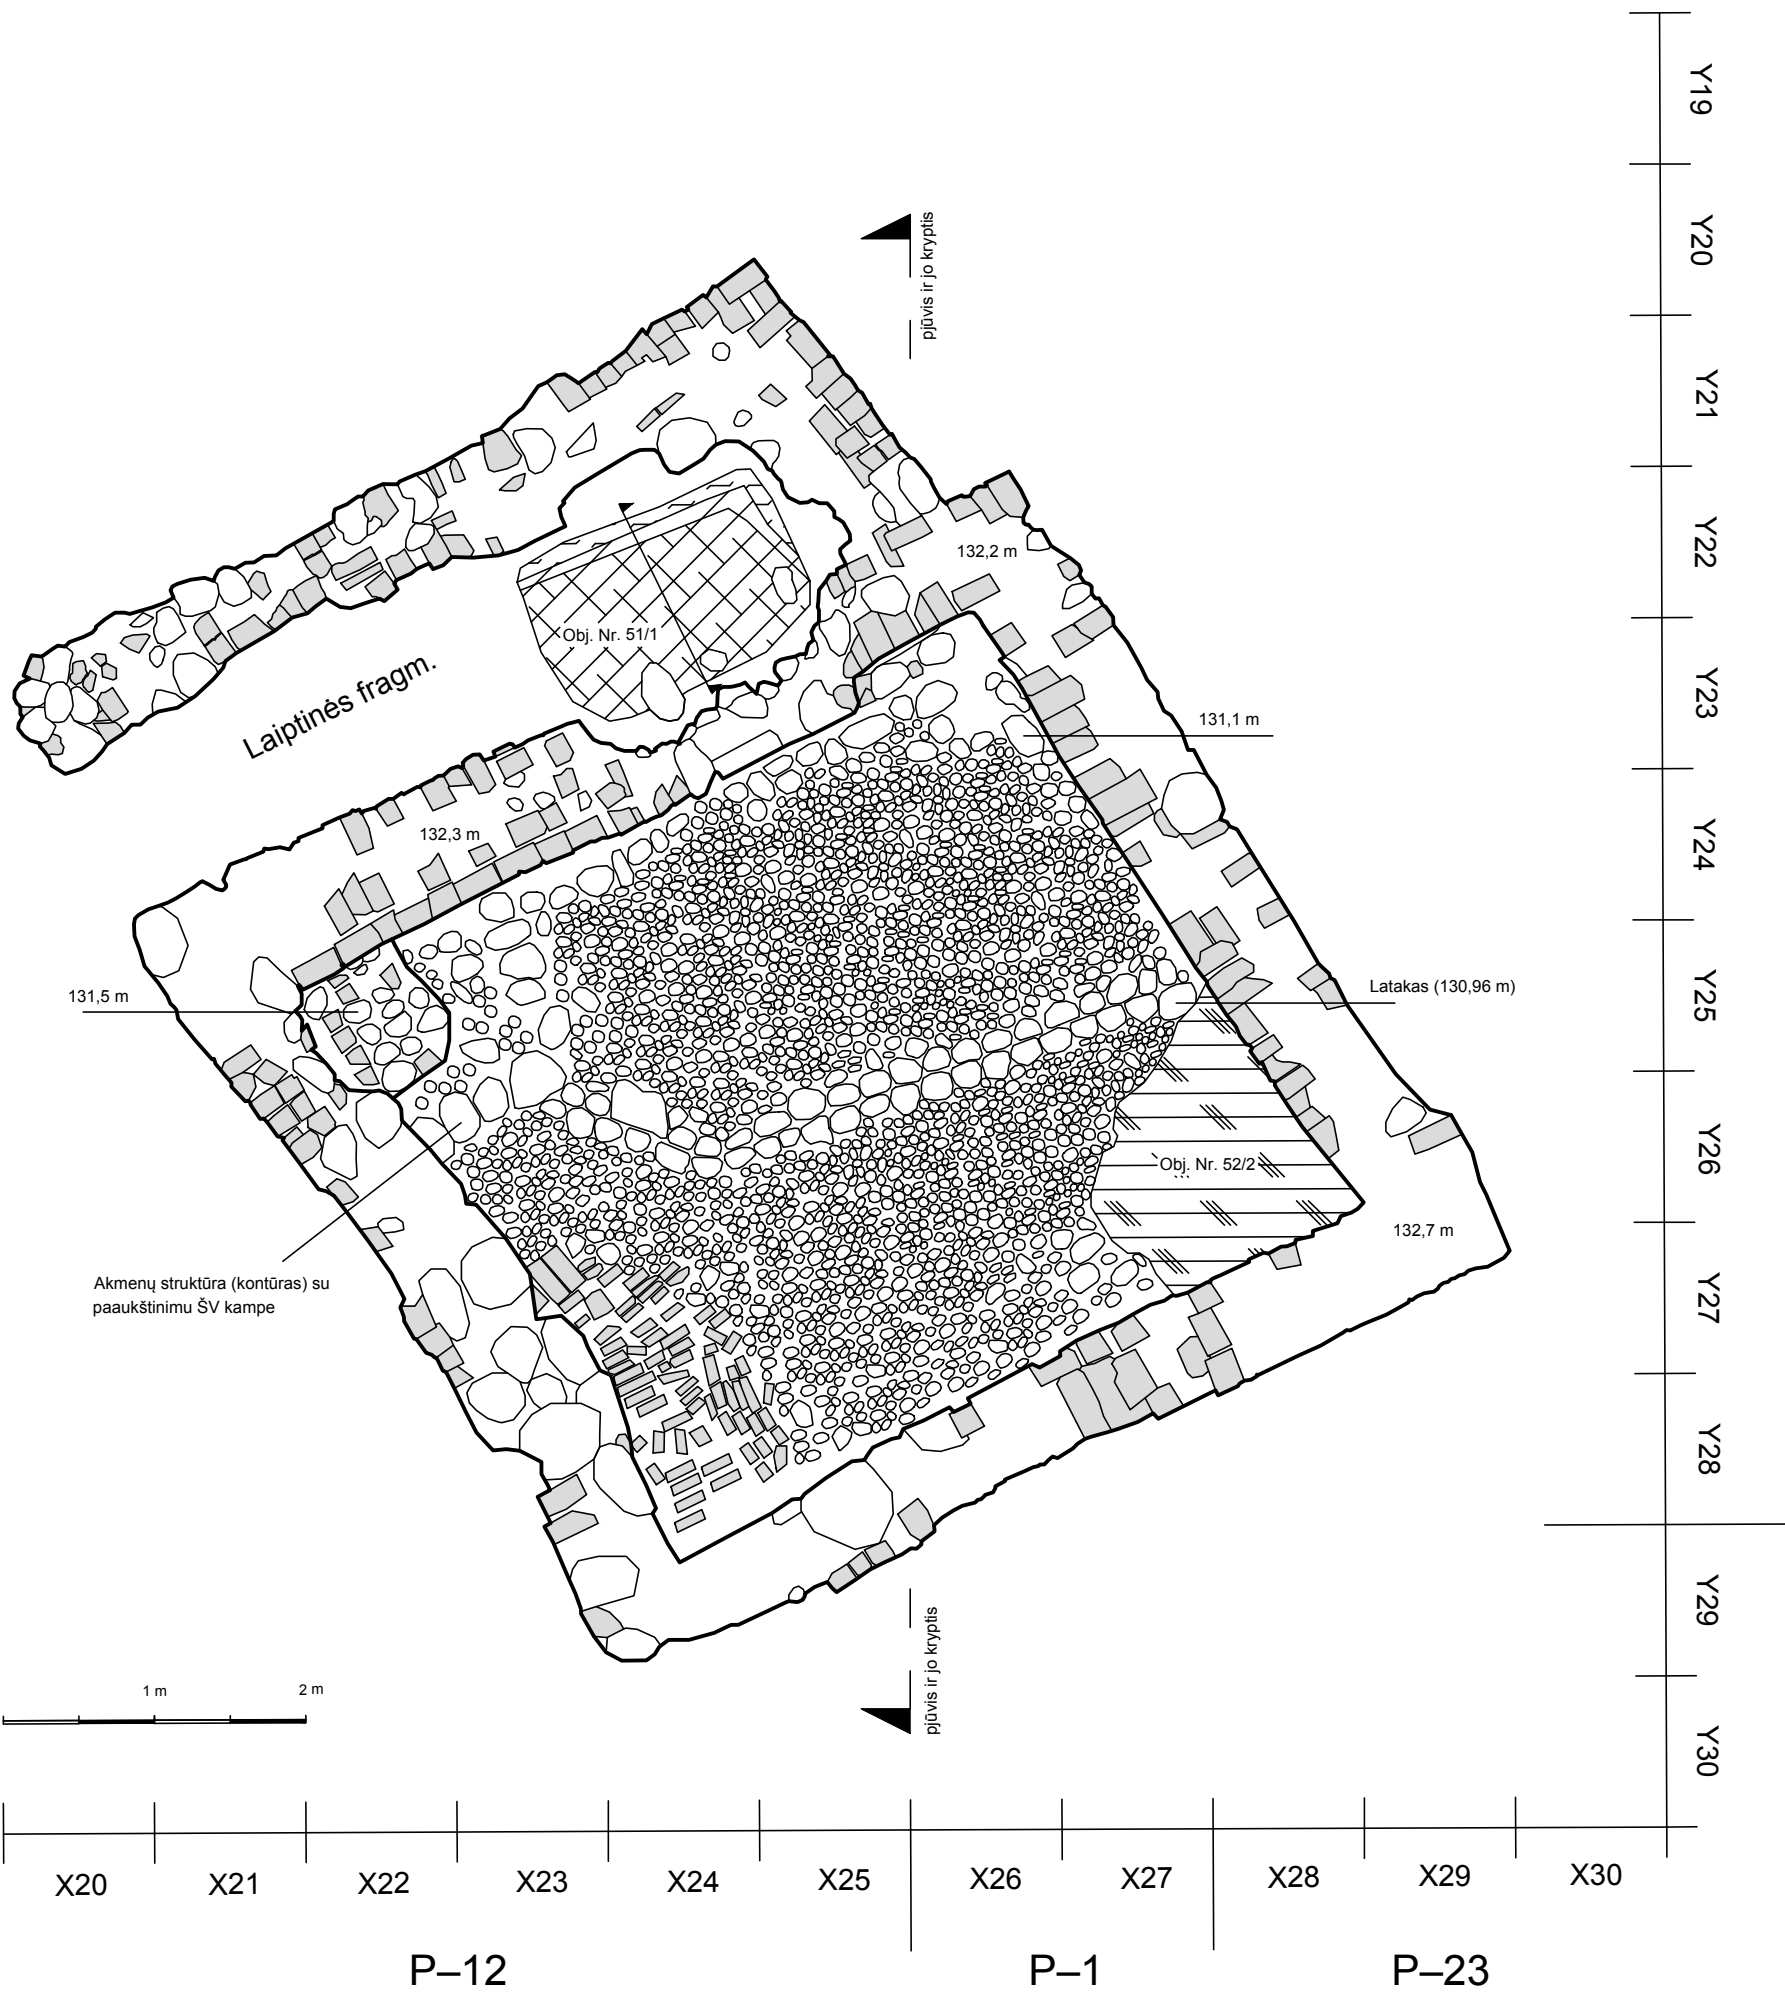 Y19
Y20
Y21
Y22
Y23
Y24
Y25
Y26
Y27
Y28
Y29
Y30
pjūvis ir jo kryptis
132,2 m
Obj. Nr. 51/1
Laiptinės fragm.
131,1 m
132,3 m
131,5 m
Latakas (130,96 m)
Obj. Nr. 52/2
132,7 m
Akmenų struktūra (kontūras) su
paaukštinimu ŠV kampe
pjūvis ir jo kryptis
1 m
2 m
X20
X21
X22
X23
X24
X25
X26
X27
X28
X29
X30
P–12
P–1
P–23